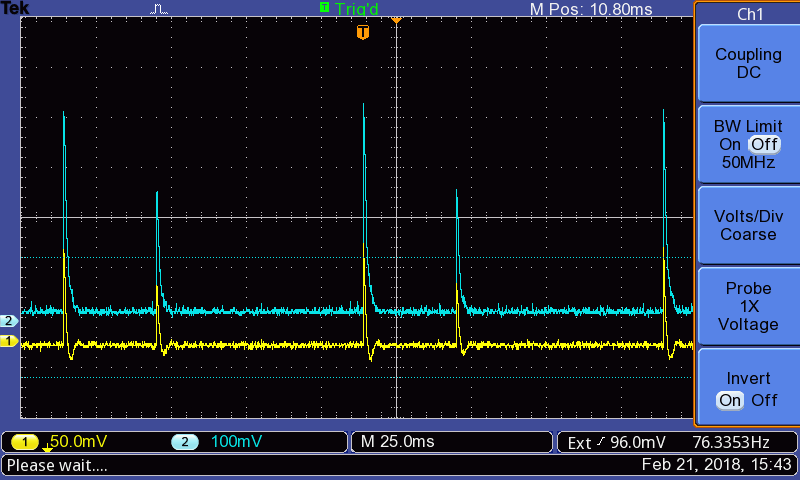 Tek T Trig'd M Pos: 10.80ms Ch1
T
Coupling
DC
BW Limit
On Off
50MHz
Volts/Div
Coarse
Probe
1X
Voltage
2
1
Invert
On Off
1 50.0mV 2 100mV M 25.0ms Ext 96.0mV 76.3353Hz
Please wait.... Feb 21, 2018, 15:43